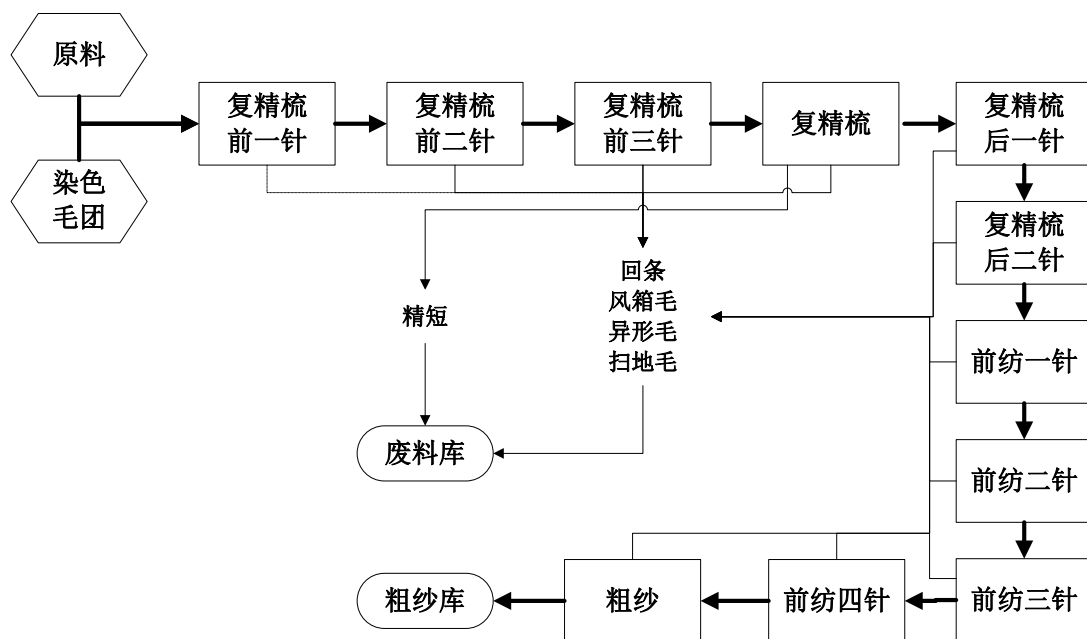 原料
染色
毛团
复精梳
前一针
复精梳
前二针
复精梳
前三针
复精梳
复精梳
后一针
复精梳
后二针
回条
风箱毛
异形毛
扫地毛
精短
前纺一针
废料库
前纺二针
粗纱库
粗纱
前纺四针
前纺三针